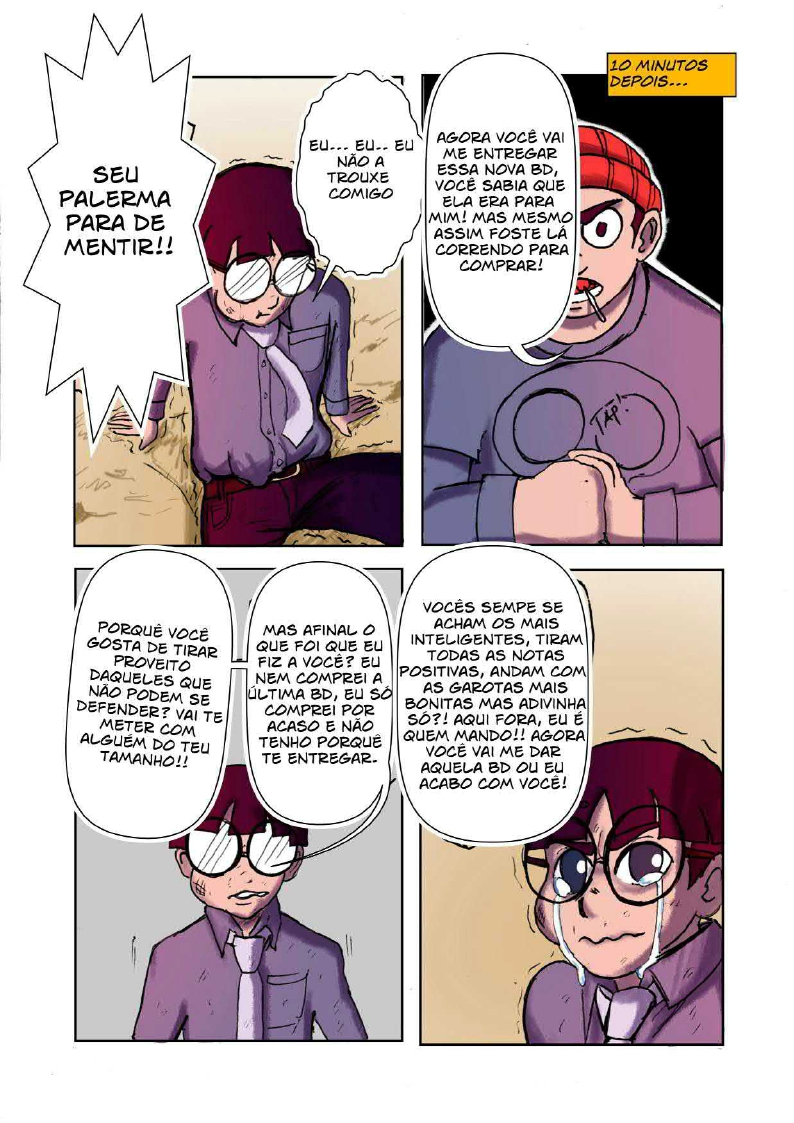 10 MINUTOS
DEPOIS...
AGORA VOCÊ VAI
ME ENTREGAR
ESSA NOVA BD,
VOCÊ SABIA QUE
ELA ERA PARA
MIM! MAS MESMO
ASSIM FOSTE LÁ
CORRENDO PARA
COMPRAR!
TAP!
EU... EU.. EU
NÃO A
TROUXE
COMIGO
SEU
PALERMA
PARA DE
MENTIR!!
VOCÊS SEMPE SE
ACHAM OS MAIS
INTELIGENTES, TIRAM
TODAS AS NOTAS
POSITIVAS, ANDAM COM
AS GAROTAS MAIS
BONITAS MAS ADIVINHA
SÓ?! AQUI FORA, EU É
QUEM MANDO!! AGORA
VOCÊ VAI ME DAR
AQUELA BD OU EU
ACABO COM VOCÊ!
MAS AFINAL O
QUE FOI QUE EU
FIZ A VOCÊ? EU
NEM COMPREI A
ÚLTIMA BD, EU SÓ
COMPREI POR
ACASO E NÃO
TENHO PORQUÊ
TE ENTREGAR.
PORQUÊ VOCÊ
GOSTA DE TIRAR
PROVEITO
DAQUELES QUE
NÃO PODEM SE
DEFENDER? VAI TE
METER COM
ALGUÉM DO TEU
TAMANHO!!